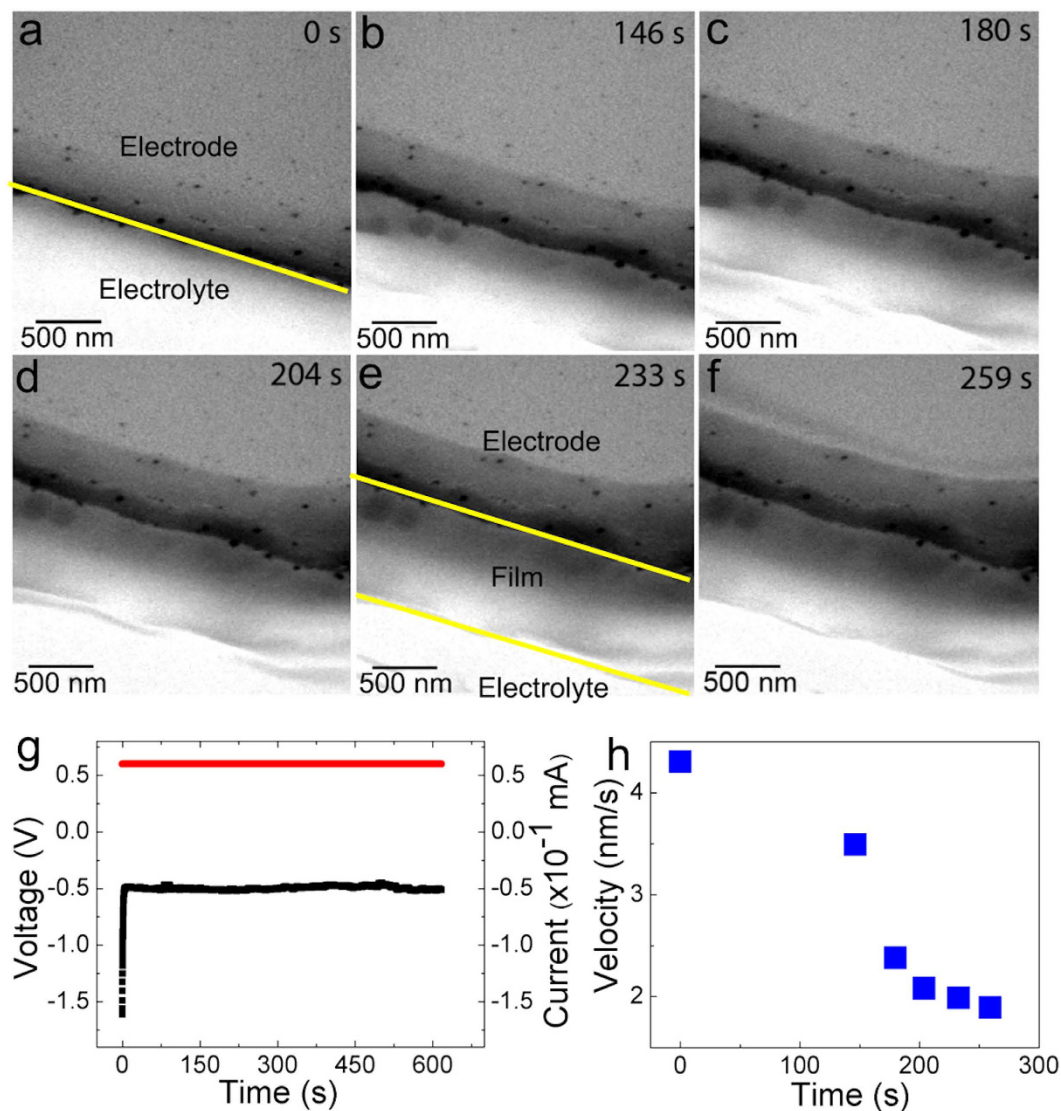 a
0 s
Electrode
Electrolyte
500 nm
b
146 s
500 nm
c
180 s
500 nm
d
204 s
500 nm
e
233 s
Electrode
Film
Electrolyte
500 nm
f
259 s
500 nm
g
0.5
0.0
-0.5
-1.0
-1.5
Voltage (V)
0 150 300 450 600
Time (s)
0.5
0.0
-0.5
-1.0
-1.5
Current (x10⁻¹ mA)
h
4
3
2
Velocity (nm/s)
0 100 200 300
Time (s)